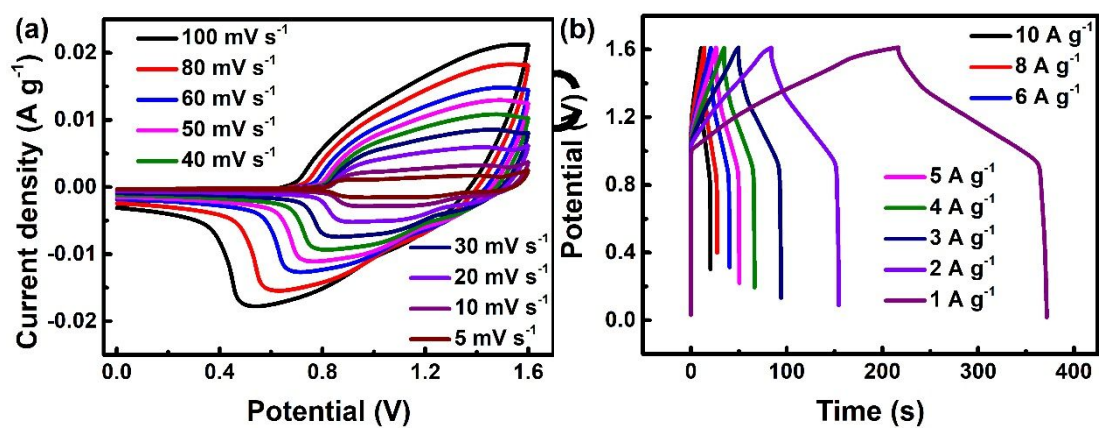 (a)
100 mV s⁻¹
80 mV s⁻¹
60 mV s⁻¹
50 mV s⁻¹
40 mV s⁻¹
30 mV s⁻¹
20 mV s⁻¹
10 mV s⁻¹
5 mV s⁻¹
Current density (A g⁻¹)
0.02
0.01
0.00
-0.01
-0.02
0.0 0.4 0.8 1.2 1.6
Potential (V)
(b)
10 A g⁻¹
8 A g⁻¹
6 A g⁻¹
5 A g⁻¹
4 A g⁻¹
3 A g⁻¹
2 A g⁻¹
1 A g⁻¹
Potential (V)
1.6
1.2
0.8
0.4
0.0
0 100 200 300 400
Time (s)